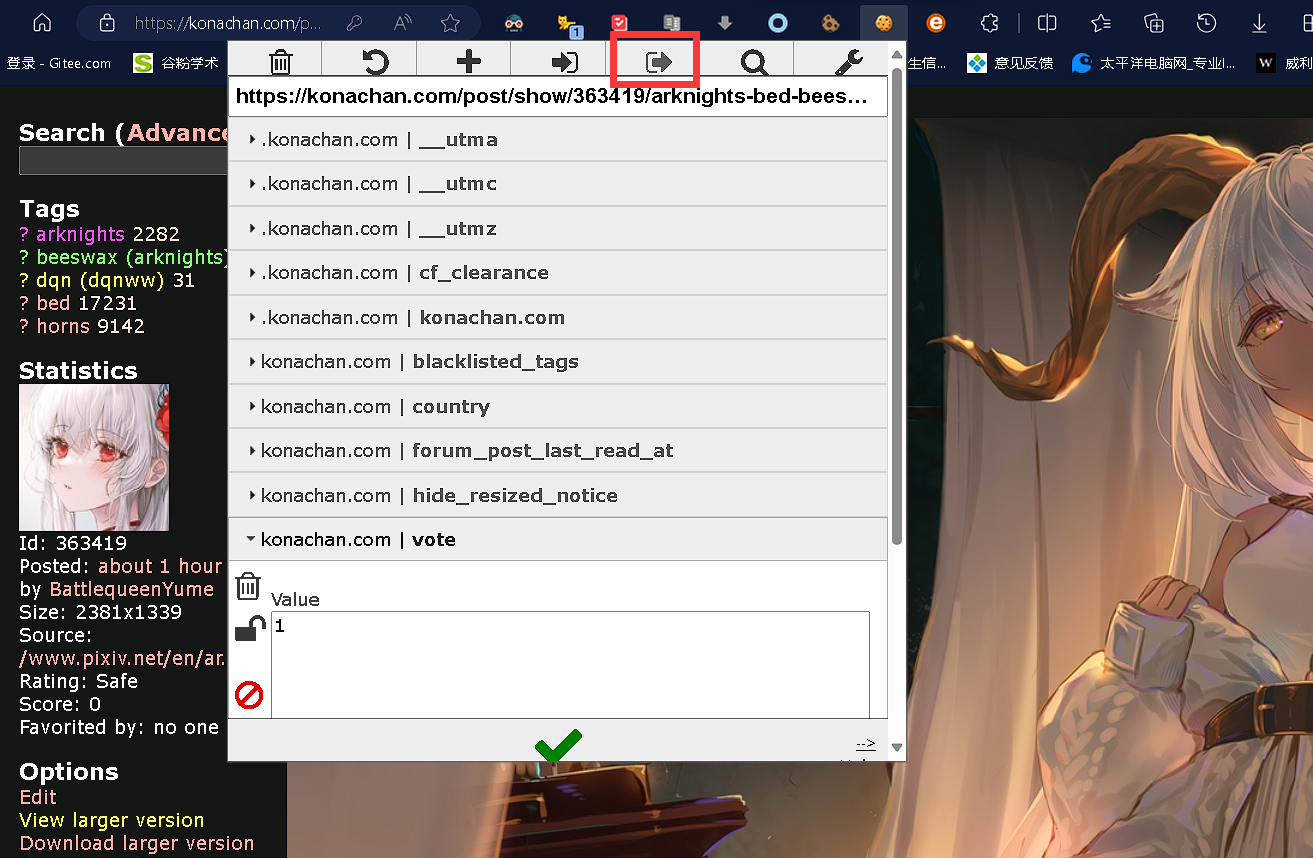 https://konachan.com/p...
1
登录 - Gitee.com
谷粉学术
生信...
意见反馈
太平洋电脑网_专业I...
W
威利
https://konachan.com/post/show/363419/arknights-bed-bees...
.konachan.com | __utma
.konachan.com | __utmc
.konachan.com | __utmz
.konachan.com | cf_clearance
.konachan.com | konachan.com
konachan.com | blacklisted_tags
konachan.com | country
konachan.com | forum_post_last_read_at
konachan.com | hide_resized_notice
konachan.com | vote
Value
1
-->
Search (Advance
Tags
? arknights 2282
? beeswax (arknights)
? dqn (dqnww) 31
? bed 17231
? horns 9142
Statistics
Id: 363419
Posted: about 1 hour
by BattlequeenYume
Size: 2381x1339
Source:
/www.pixiv.net/en/ar.
Rating: Safe
Score: 0
Favorited by: no one
Options
Edit
View larger version
Download larger version